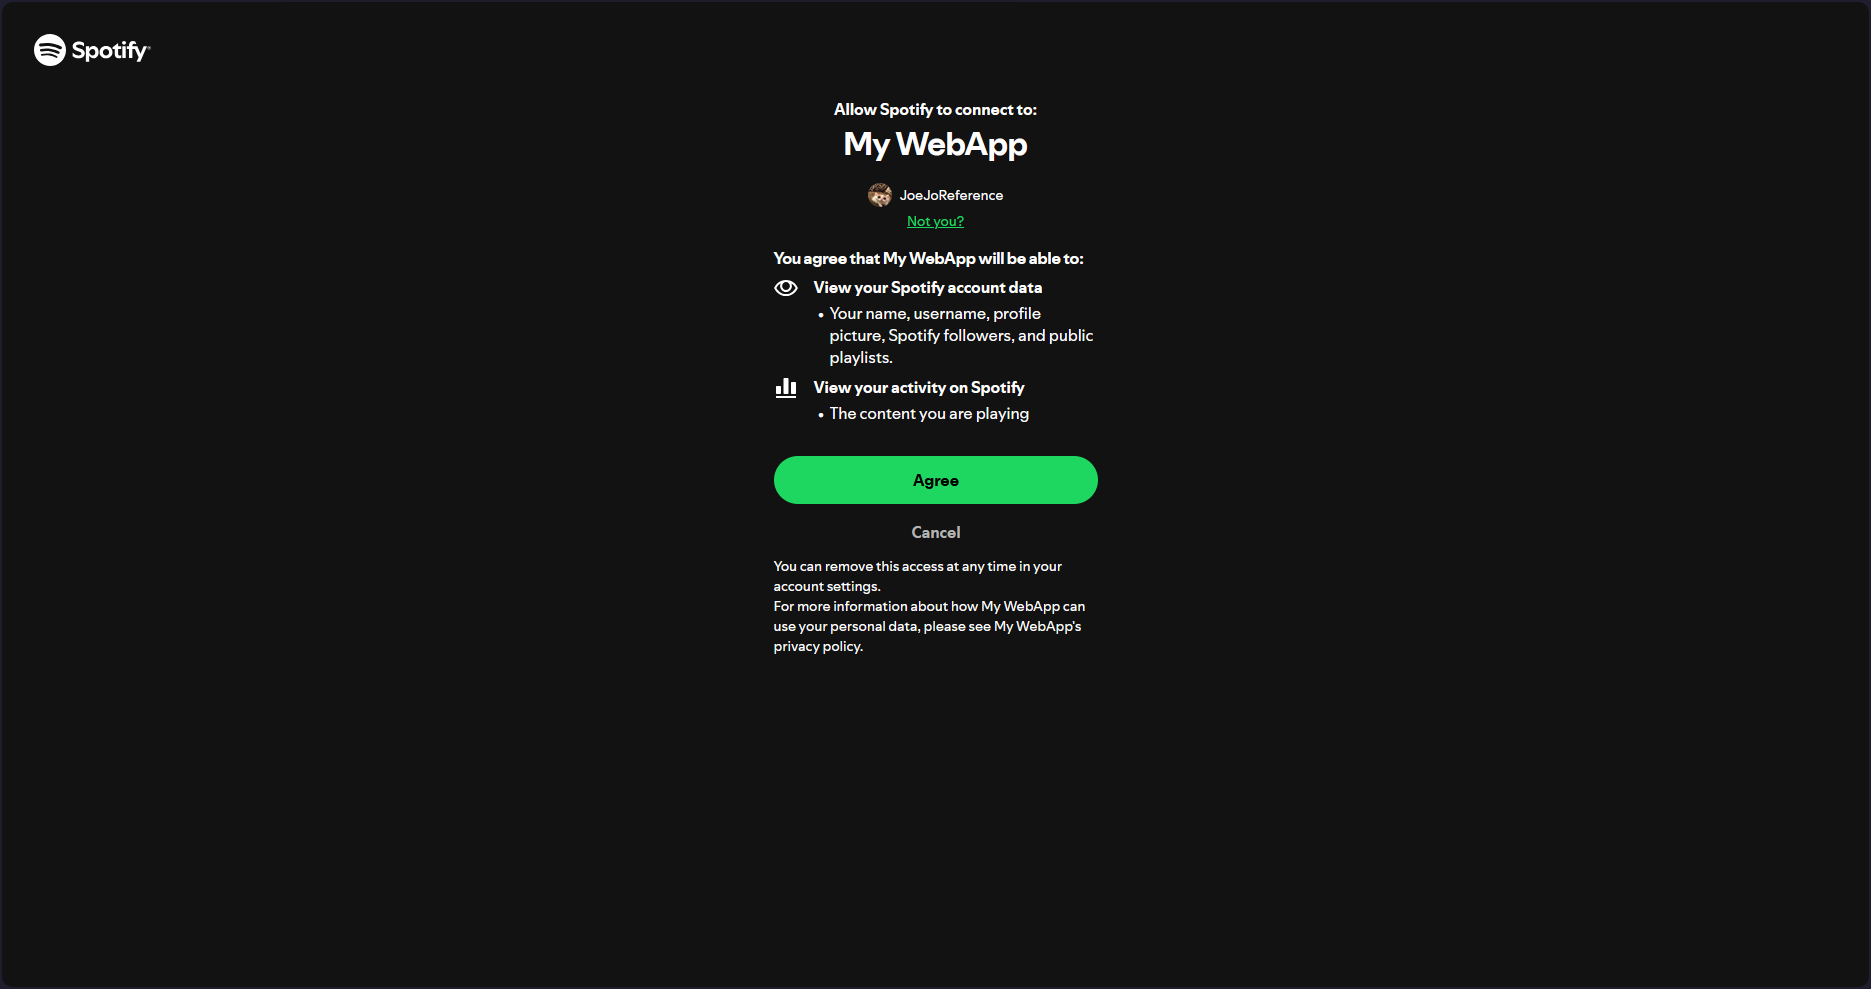 Spotify
Allow Spotify to connect to:
My WebApp
JoeJoReference
Not you?
You agree that My WebApp will be able to:
View your Spotify account data
• Your name, username, profile
picture, Spotify followers, and public
playlists.
View your activity on Spotify
• The content you are playing
Agree
Cancel
You can remove this access at any time in your
account settings.
For more information about how My WebApp can
use your personal data, please see My WebApp's
privacy policy.